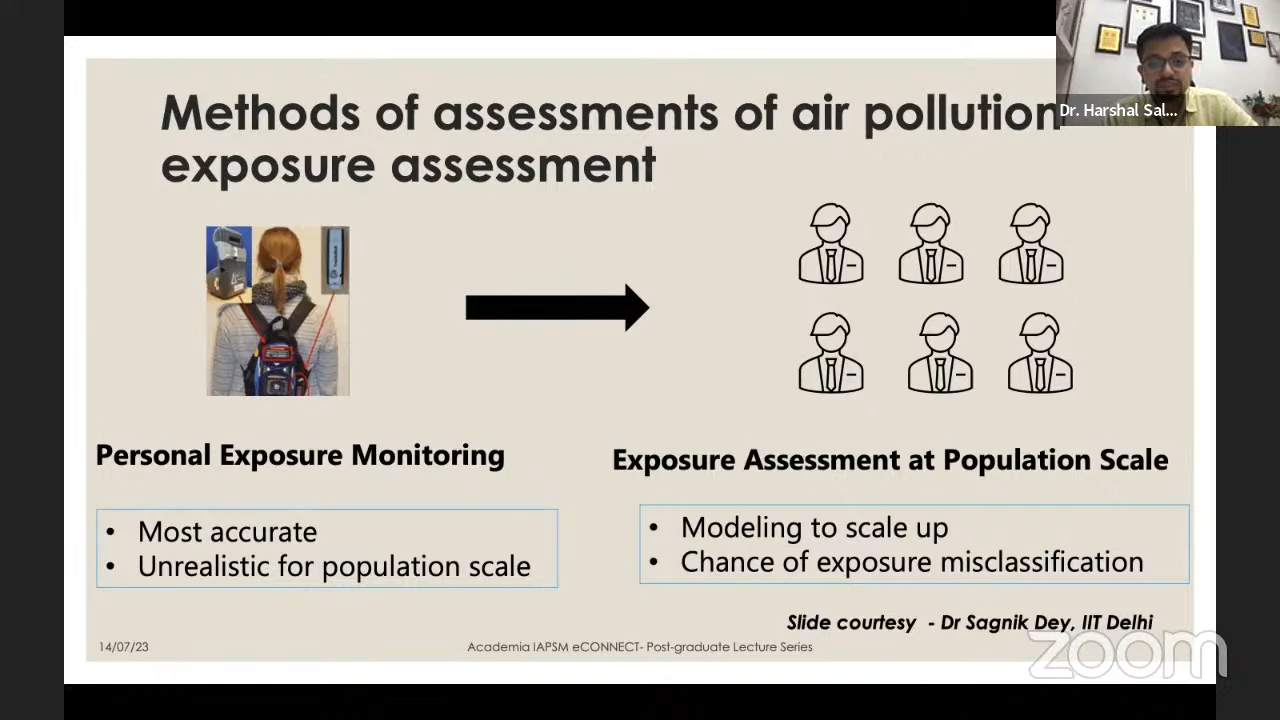 Methods of assessments of air pollution
exposure assessment
Dr. Harshal Sal...
Personal Exposure Monitoring
• Most accurate
• Unrealistic for population scale
Exposure Assessment at Population Scale
• Modeling to scale up
• Chance of exposure misclassification
Slide courtesy - Dr Sagnik Dey, IIT Delhi
14/07/23
Academia IAPSM eCONNECT- Post-graduate Lecture Series
zoom